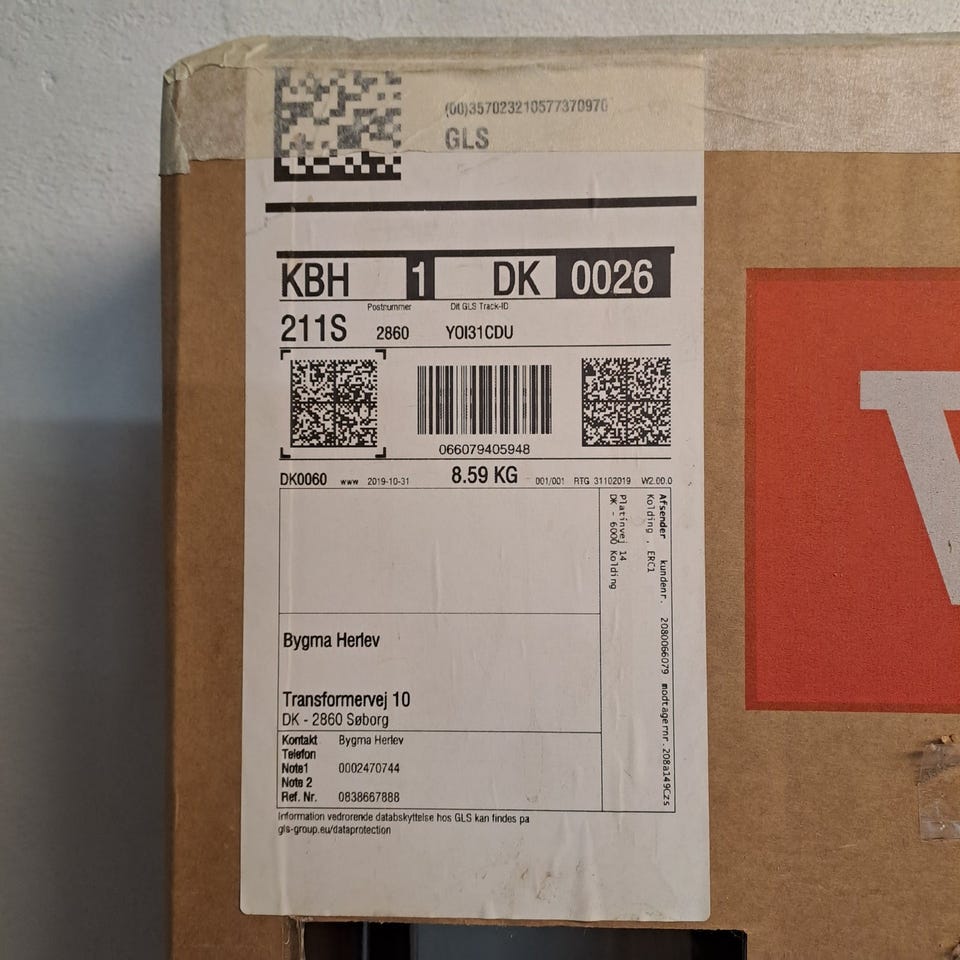 (00)357023210577370976
GLS
KBH 1 DK 0026
Postnummer Dit GLS Track-ID
211S 2860 YOI31CDU
066079405948
DK0060 www 2019-10-31 8.59 KG 001/001 RTG 31102019 W2.00.0
Afsender kundenr. 2080066079 modtagernr.208a149Czs
Kolding , ERC1
Platinvej 14
DK - 6000 Kolding
Bygma Herlev
Transformervej 10
DK - 2860 Søborg
Kontakt Bygma Herlev
Telefon
Note1 0002470744
Note 2
Ref. Nr. 0838667888
Information vedrorende databskyttelse hos GLS kan findes pa
gls-group.eu/dataprotection